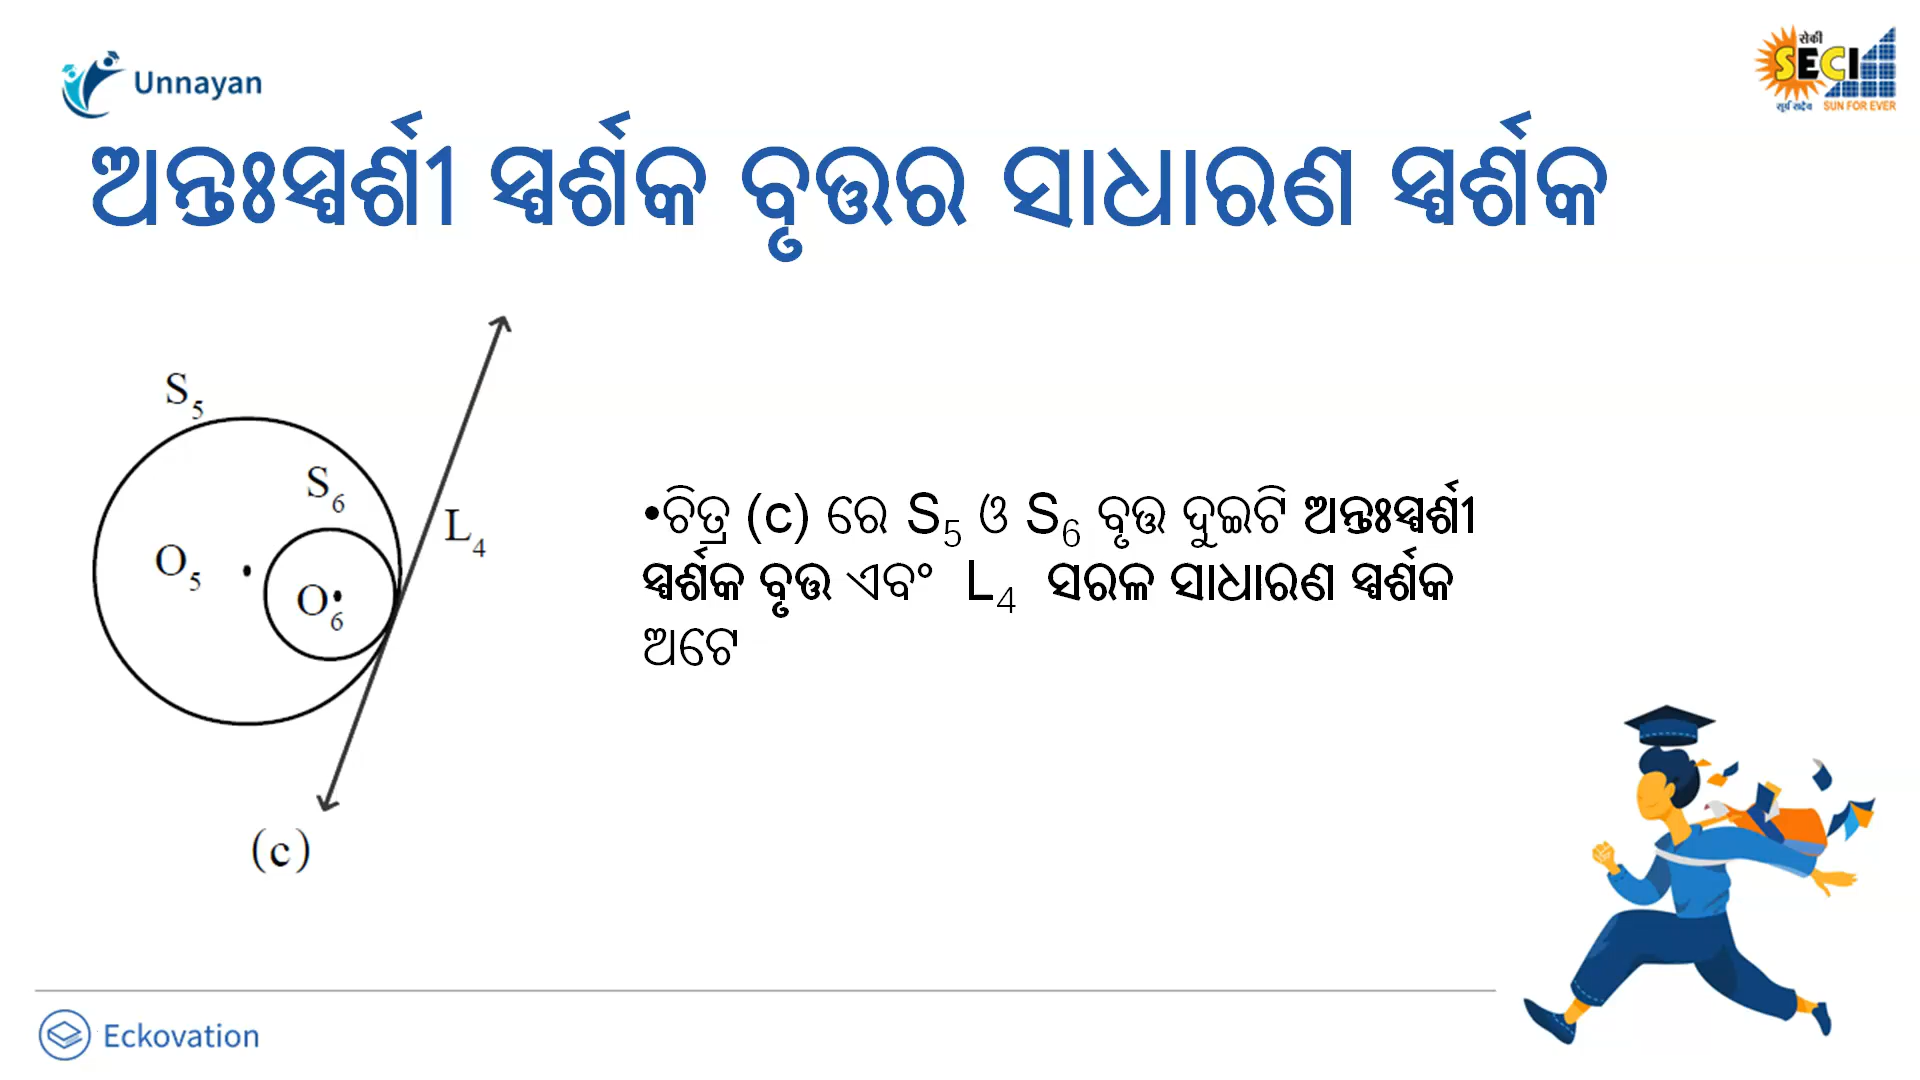 Unnayan
सेकी
SECI
सूर्य सदैव SUN FOR EVER
ଅନ୍ତଃସ୍ପର୍ଶୀ ସ୍ପର୍ଶକ ବୃତ୍ତର ସାଧାରଣ ସ୍ପର୍ଶକ
S5
S6
L4
O5
O6
(c)
•ଚିତ୍ର (c) ରେ S5 ଓ S6 ବୃତ୍ତ ଦୁଇଟି ଅନ୍ତଃସ୍ପର୍ଶୀ
ସ୍ପର୍ଶକ ବୃତ୍ତ ଏବଂ L4 ସରଳ ସାଧାରଣ ସ୍ପର୍ଶକ
ଅଟେ
Eckovation